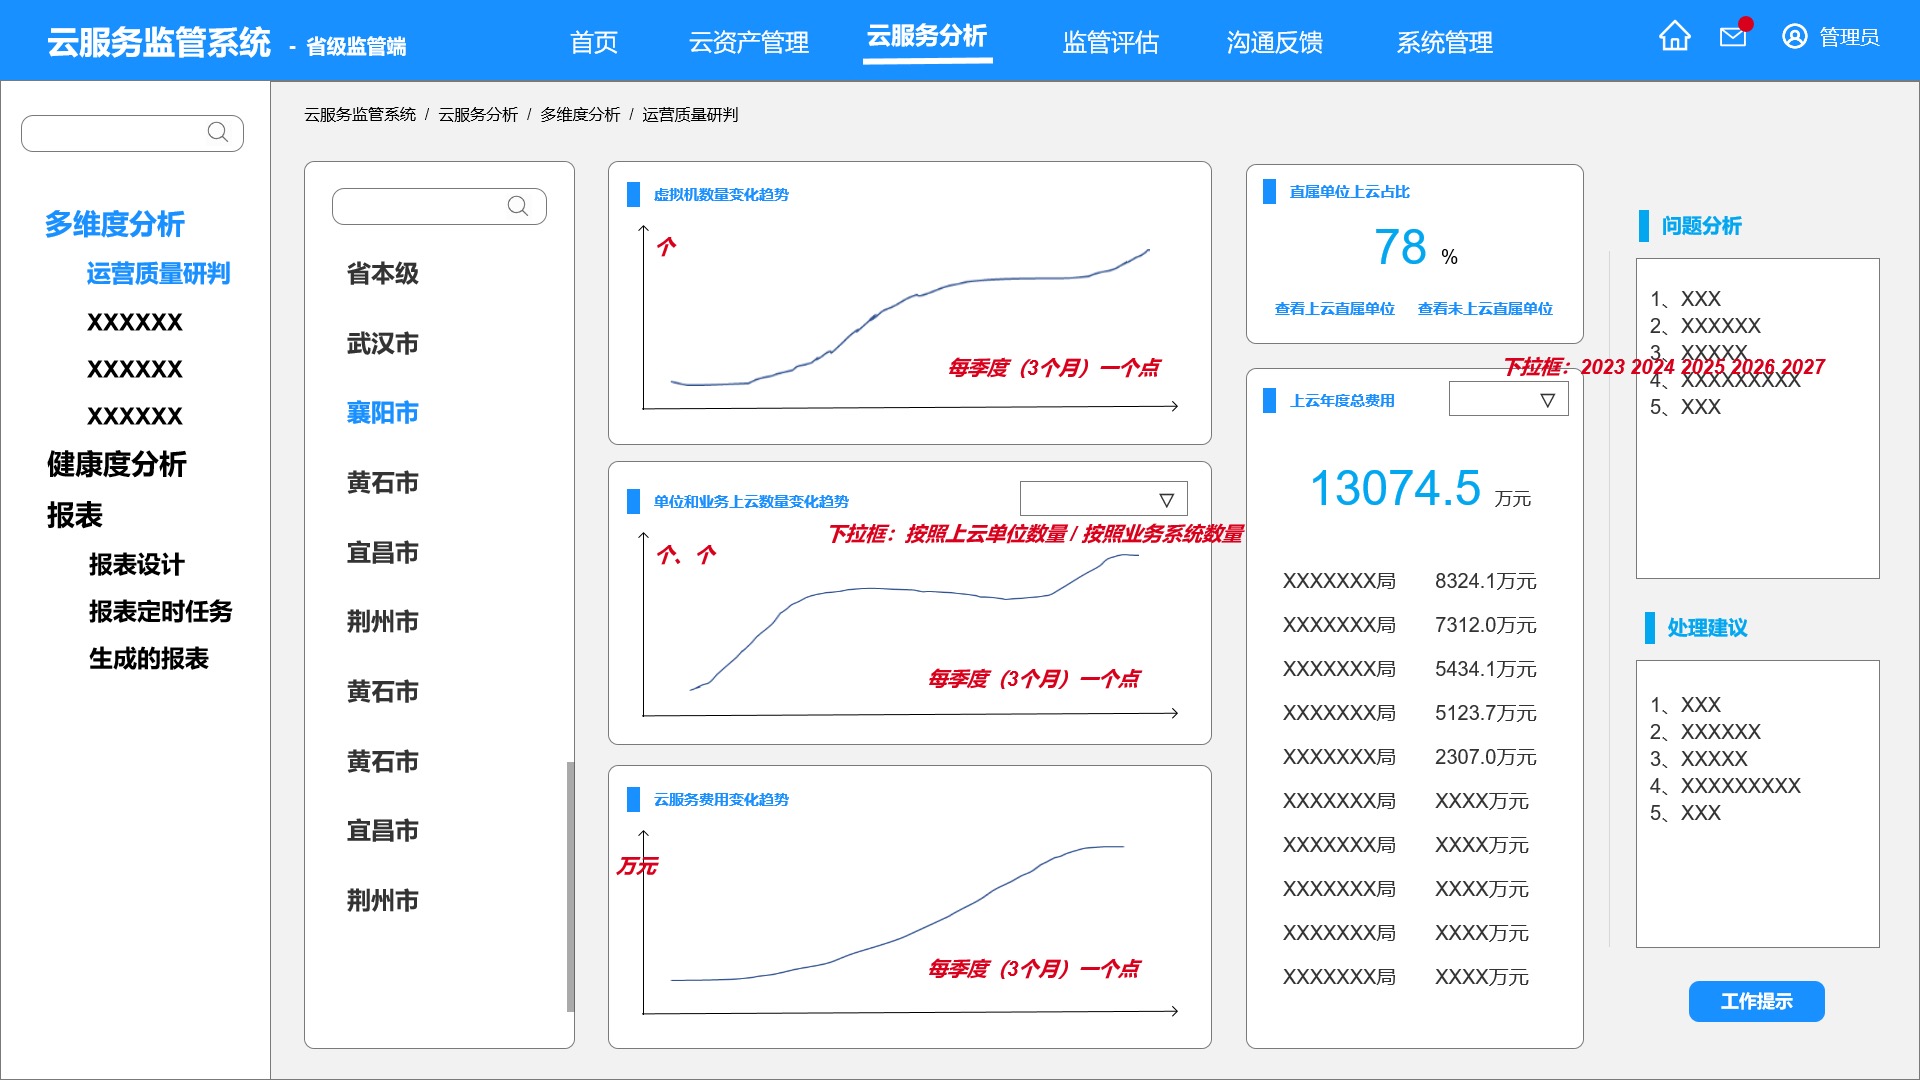 云服务监管系统 - 省级监管端
首页
云资产管理
云服务分析
监管评估
沟通反馈
系统管理
管理员
多维度分析
运营质量研判
XXXXXX
XXXXXX
XXXXXX
健康度分析
报表
报表设计
报表定时任务
生成的报表
云服务监管系统 / 云服务分析 / 多维度分析 / 运营质量研判
省本级
武汉市
襄阳市
黄石市
宜昌市
荆州市
黄石市
黄石市
宜昌市
荆州市
虚拟机数量变化趋势
个
每季度（3个月）一个点
单位和业务上云数量变化趋势
下拉框：按照上云单位数量 / 按照业务系统数量
个、个
每季度（3个月）一个点
云服务费用变化趋势
万元
每季度（3个月）一个点
直属单位上云占比
78 %
查看上云直属单位 查看未上云直属单位
下拉框：2023 2024 2025 2026 2027
上云年度总费用
13074.5 万元
XXXXXXX局 8324.1万元
XXXXXXX局 7312.0万元
XXXXXXX局 5434.1万元
XXXXXXX局 5123.7万元
XXXXXXX局 2307.0万元
XXXXXXX局 XXXX万元
XXXXXXX局 XXXX万元
XXXXXXX局 XXXX万元
XXXXXXX局 XXXX万元
XXXXXXX局 XXXX万元
问题分析
1、XXX
2、XXXXXX
3、XXXXX
4、XXXXXXXXX
5、XXX
处理建议
1、XXX
2、XXXXXX
3、XXXXX
4、XXXXXXXXX
5、XXX
工作提示